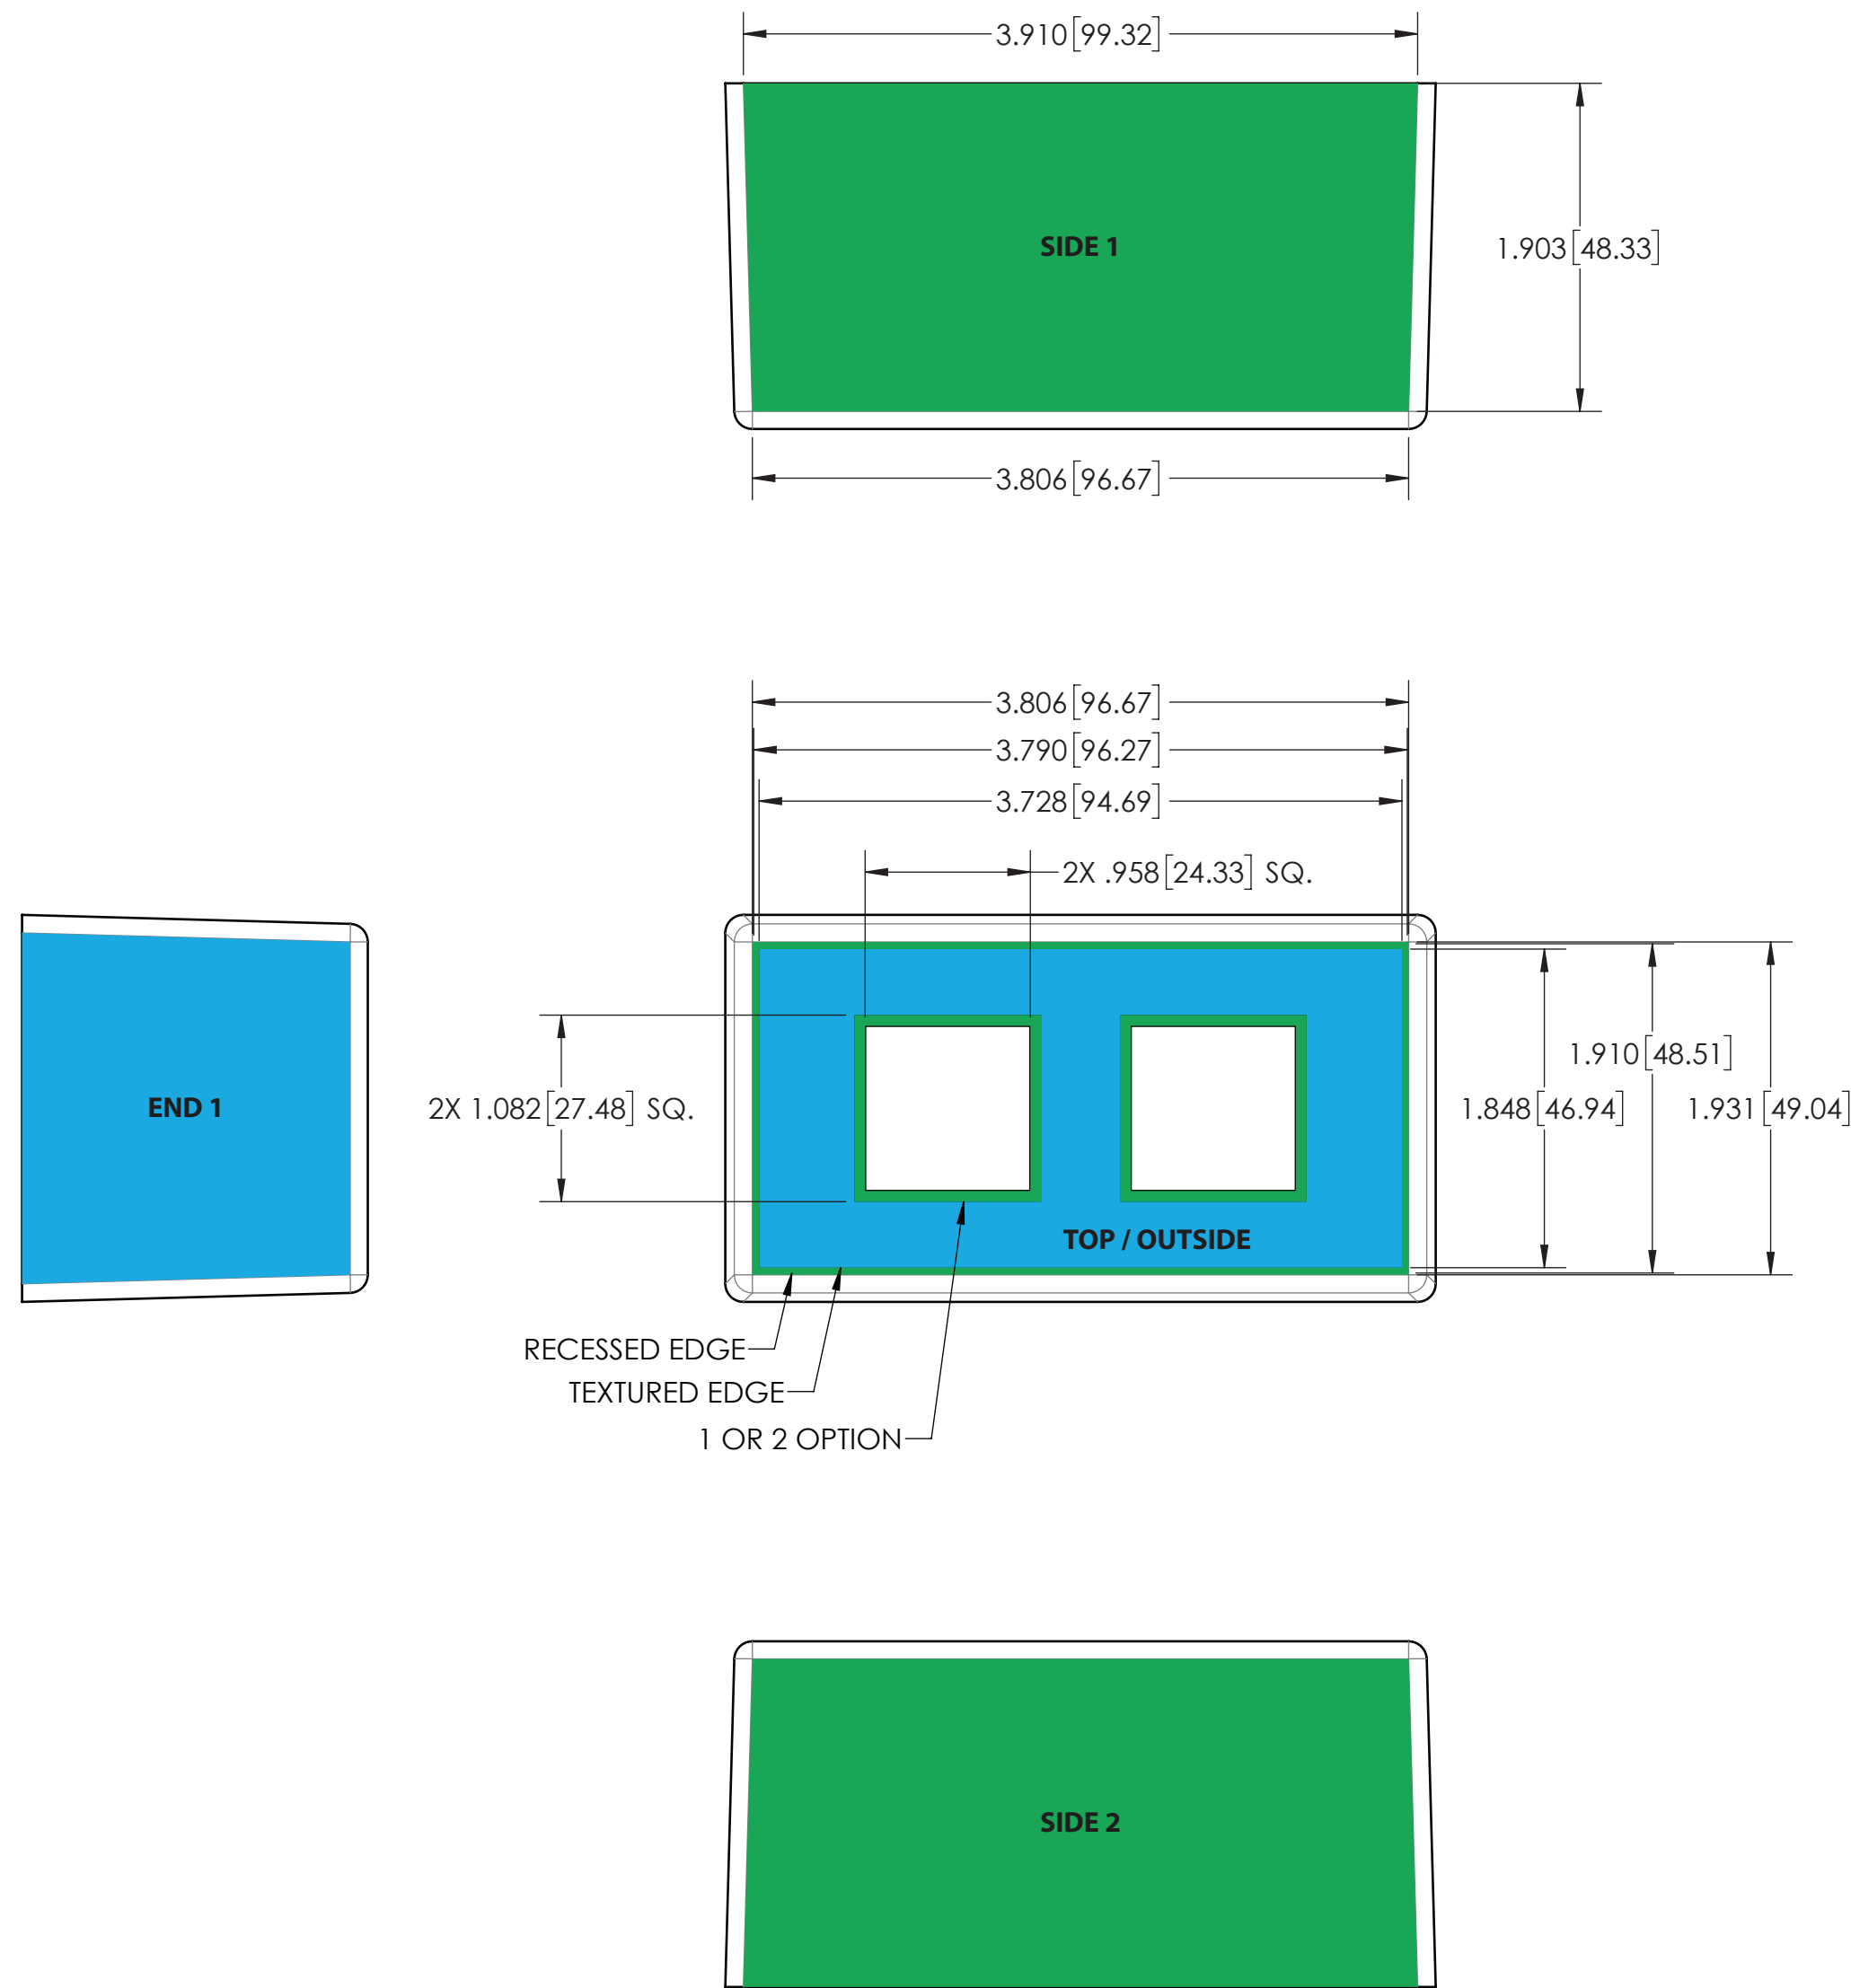 3.910[99.32]
SIDE 1
1.903[48.33]
3.806[96.67]
3.806[96.67]
3.790[96.27]
3.728[94.69]
2X .958[24.33] SQ.
1.910[48.51]
END 1
2X 1.082[27.48] SQ.
1.848[46.94]
1.931[49.04]
TOP / OUTSIDE
RECESSED EDGE
TEXTURED EDGE
1 OR 2 OPTION
SIDE 2